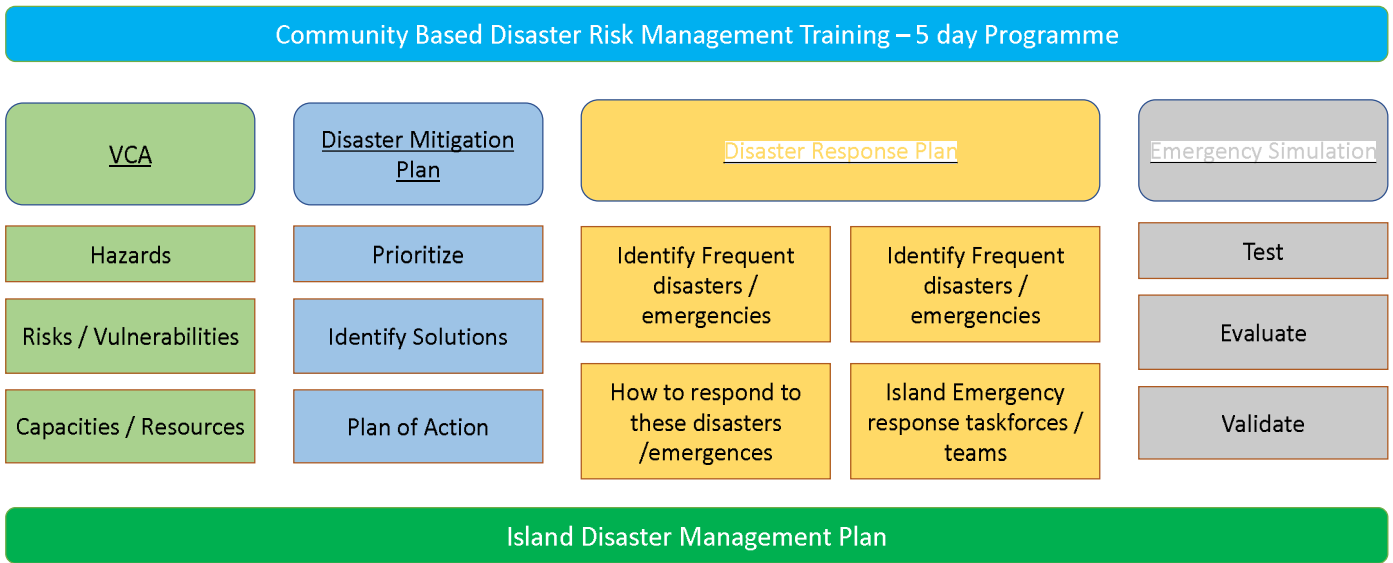 Community Based Disaster Risk Management Training – 5 day Programme
VCA
Hazards
Risks / Vulnerabilities
Capacities / Resources
Disaster Mitigation
Plan
Prioritize
Identify Solutions
Plan of Action
Disaster Response Plan
Identify Frequent
disasters /
emergencies
Identify Frequent
disasters /
emergencies
How to respond to
these disasters
/emergences
Island Emergency
response taskforces /
teams
Emergency Simulation
Test
Evaluate
Validate
Island Disaster Management Plan